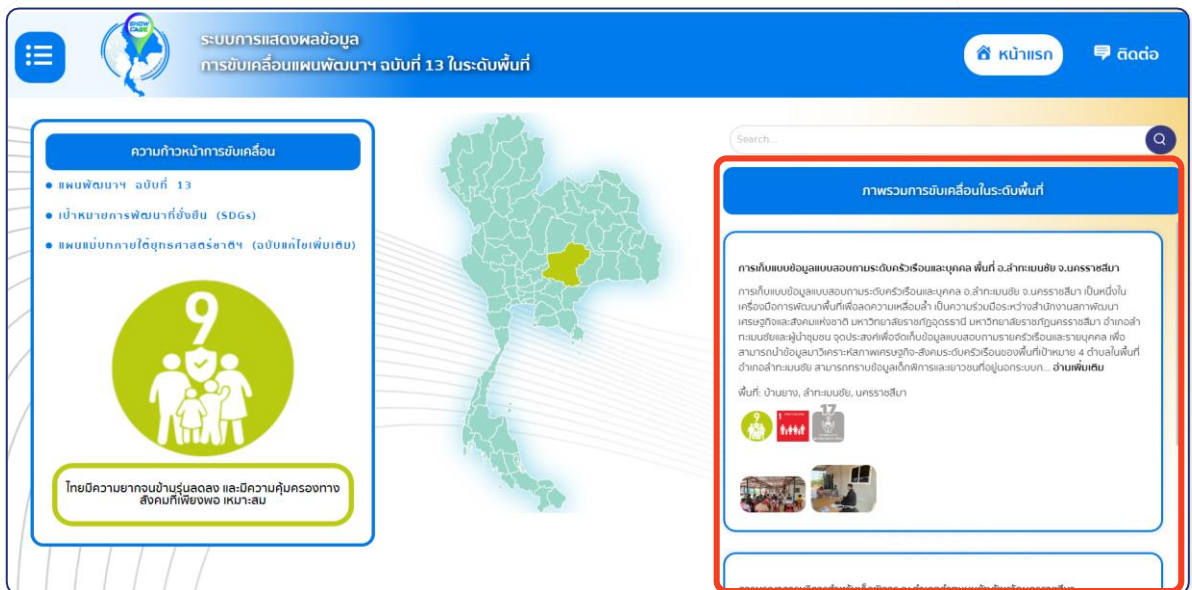 SHOW
CASE
ระบบการแสดงผลข้อมูล
การขับเคลื่อนแผนพัฒนาฯ ฉบับที่ 13 ในระดับพื้นที่
หน้าแรก
ติดต่อ
ความก้าวหน้าการขับเคลื่อน
แผนพัฒนาฯ ฉบับที่ 13
เป้าหมายการพัฒนาที่ยั่งยืน (SDGs)
แผนแม่บทภายใต้ยุทธศาสตร์ชาติฯ (ฉบับแก้ไขเพิ่มเติม)
9
ไทยมีความยากจนข้ามรุ่นลดลง และมีความคุ้มครองทาง
สังคมที่เพียงพอ เหมาะสม
Search...
ภาพรวมการขับเคลื่อนในระดับพื้นที่
การเก็บแบบข้อมูลแบบสอบถามระดับครัวเรือนและบุคคล พื้นที่ อ.ลำทะเมนชัย จ.นครราชสีมา
การเก็บแบบข้อมูลแบบสอบถามระดับครัวเรือนและบุคคล อ.ลำทะเมนชัย จ.นครราชสีมา เป็นหนึ่งใน
เครื่องมือการพัฒนาพื้นที่เพื่อลดความเหลื่อมล้ำ เป็นความร่วมมือระหว่างสำนักงานสภาพัฒนา
เศรษฐกิจและสังคมแห่งชาติ มหาวิทยาลัยราชภัฏอุดรธานี มหาวิทยาลัยราชภัฏนครราชสีมา อำเภอลำ
ทะเมนชัยและผู้นำชุมชน จุดประสงค์เพื่อจัดเก็บข้อมูลแบบสอบถามรายครัวเรือนและรายบุคคล เพื่อ
สามารถนำข้อมูลมาวิเคราะห์สภาพเศรษฐกิจ-สังคมระดับครัวเรือนของพื้นที่เป้าหมาย 4 ตำบลในพื้นที่
อำเภอลำทะเมนชัย สามารถทราบข้อมูลเด็กพิการและเยาวชนที่อยู่นอกระบบก... อ่านเพิ่มเติม
พื้นที่: บ้านยาง, ลำทะเมนชัย, นครราชสีมา
9
1
17